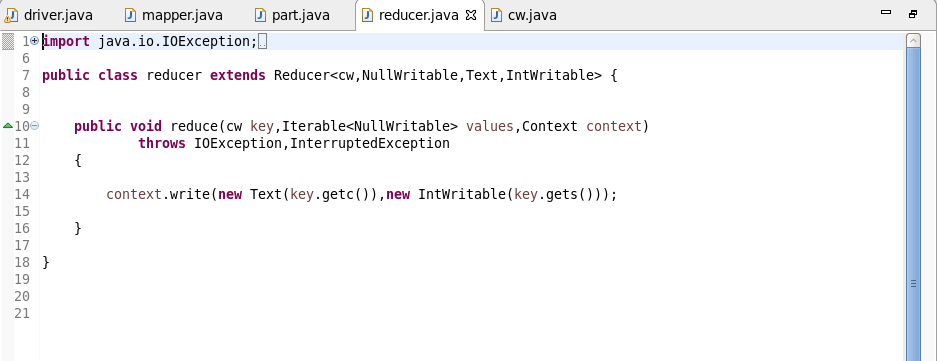 driver.java mapper.java part.java reducer.java cw.java
1 import java.io.IOException;
6
7 public class reducer extends Reducer<cw,NullWritable,Text,IntWritable> {
8
9
10 public void reduce(cw key,Iterable<NullWritable> values,Context context)
11 throws IOException,InterruptedException
12 {
13
14 context.write(new Text(key.getc()),new IntWritable(key.gets()));
15
16 }
17
18 }
19
20
21